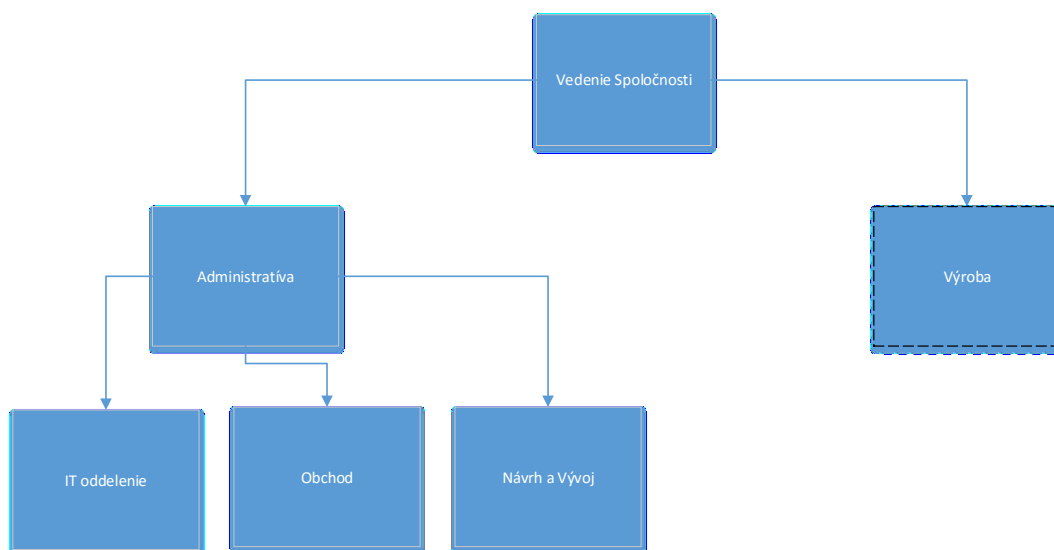 Vedenie Spoločnosti
Administratíva
Výroba
IT oddelenie
Obchod
Návrh a Vývoj